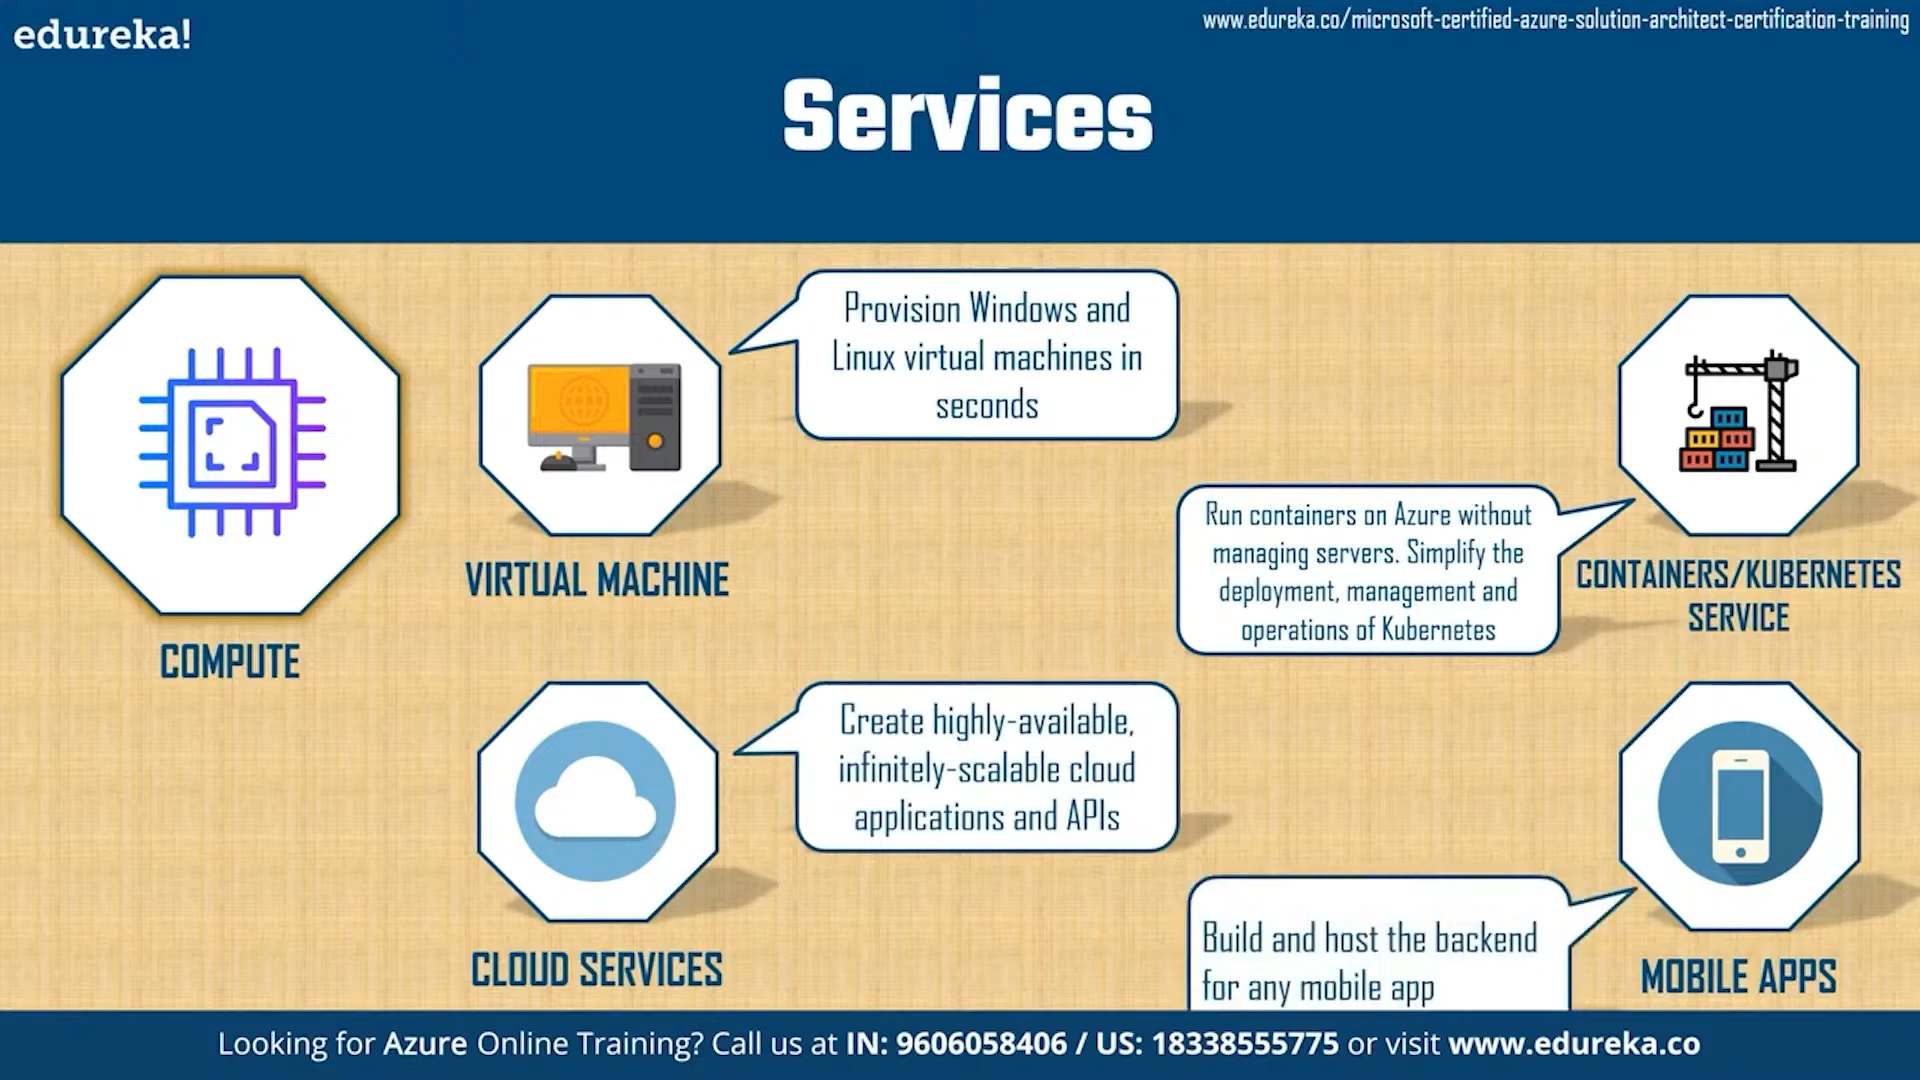 edureka!
www.edureka.co/microsoft-certified-azure-solution-architect-certification-training
Services
Provision Windows and
Linux virtual machines in
seconds
VIRTUAL MACHINE
Run containers on Azure without
managing servers. Simplify the
deployment, management and
operations of Kubernetes
CONTAINERS/KUBERNETES
SERVICE
COMPUTE
Create highly-available,
infinitely-scalable cloud
applications and APIs
CLOUD SERVICES
Build and host the backend
for any mobile app
MOBILE APPS
Looking for Azure Online Training? Call us at IN: 9606058406 / US: 18338555775 or visit www.edureka.co